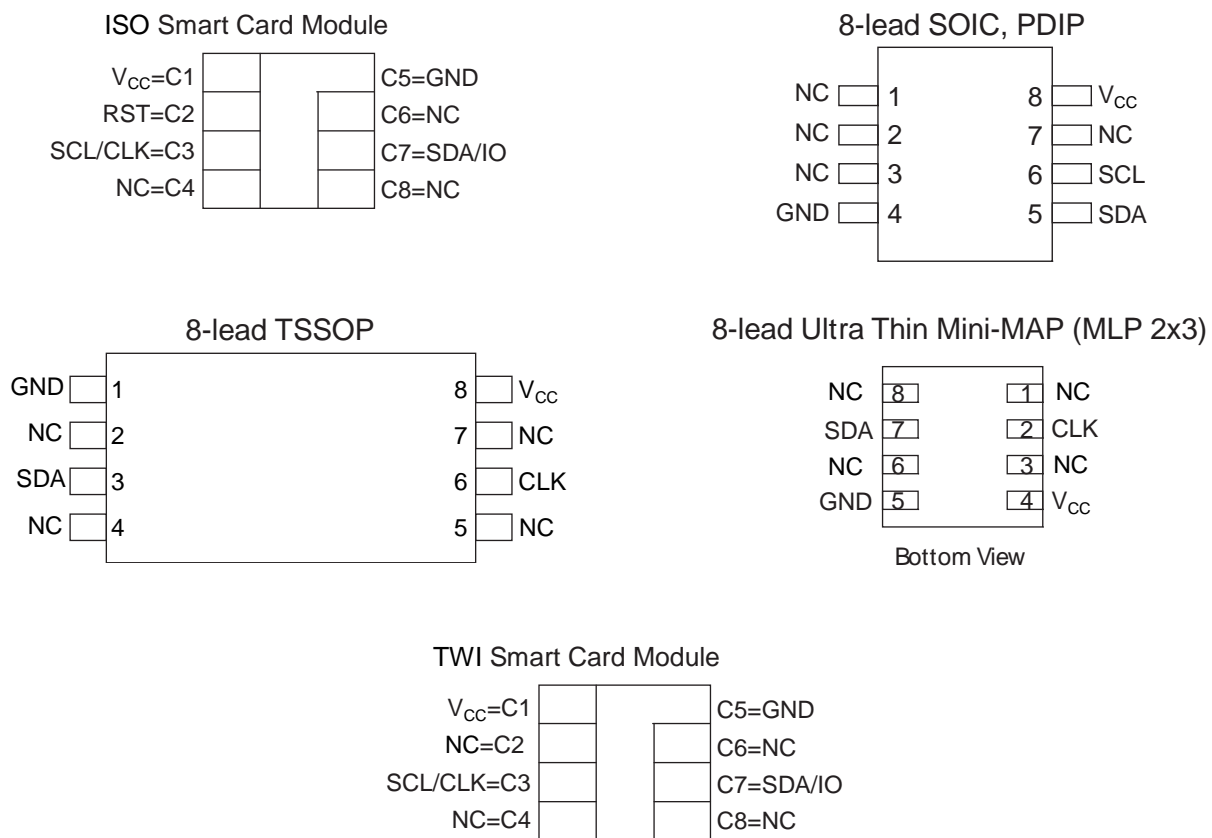 ISO Smart Card Module
VCC=C1
C5=GND
RST=C2
C6=NC
SCL/CLK=C3
C7=SDA/IO
NC=C4
C8=NC
8-lead SOIC, PDIP
NC 1 8 VCC
NC 2 7 NC
NC 3 6 SCL
GND 4 5 SDA
8-lead TSSOP
GND 1 8 VCC
NC 2 7 NC
SDA 3 6 CLK
NC 4 5 NC
8-lead Ultra Thin Mini-MAP (MLP 2x3)
NC 8 1 NC
SDA 7 2 CLK
NC 6 3 NC
GND 5 4 VCC
Bottom View
TWI Smart Card Module
VCC=C1
C5=GND
NC=C2
C6=NC
SCL/CLK=C3
C7=SDA/IO
NC=C4
C8=NC